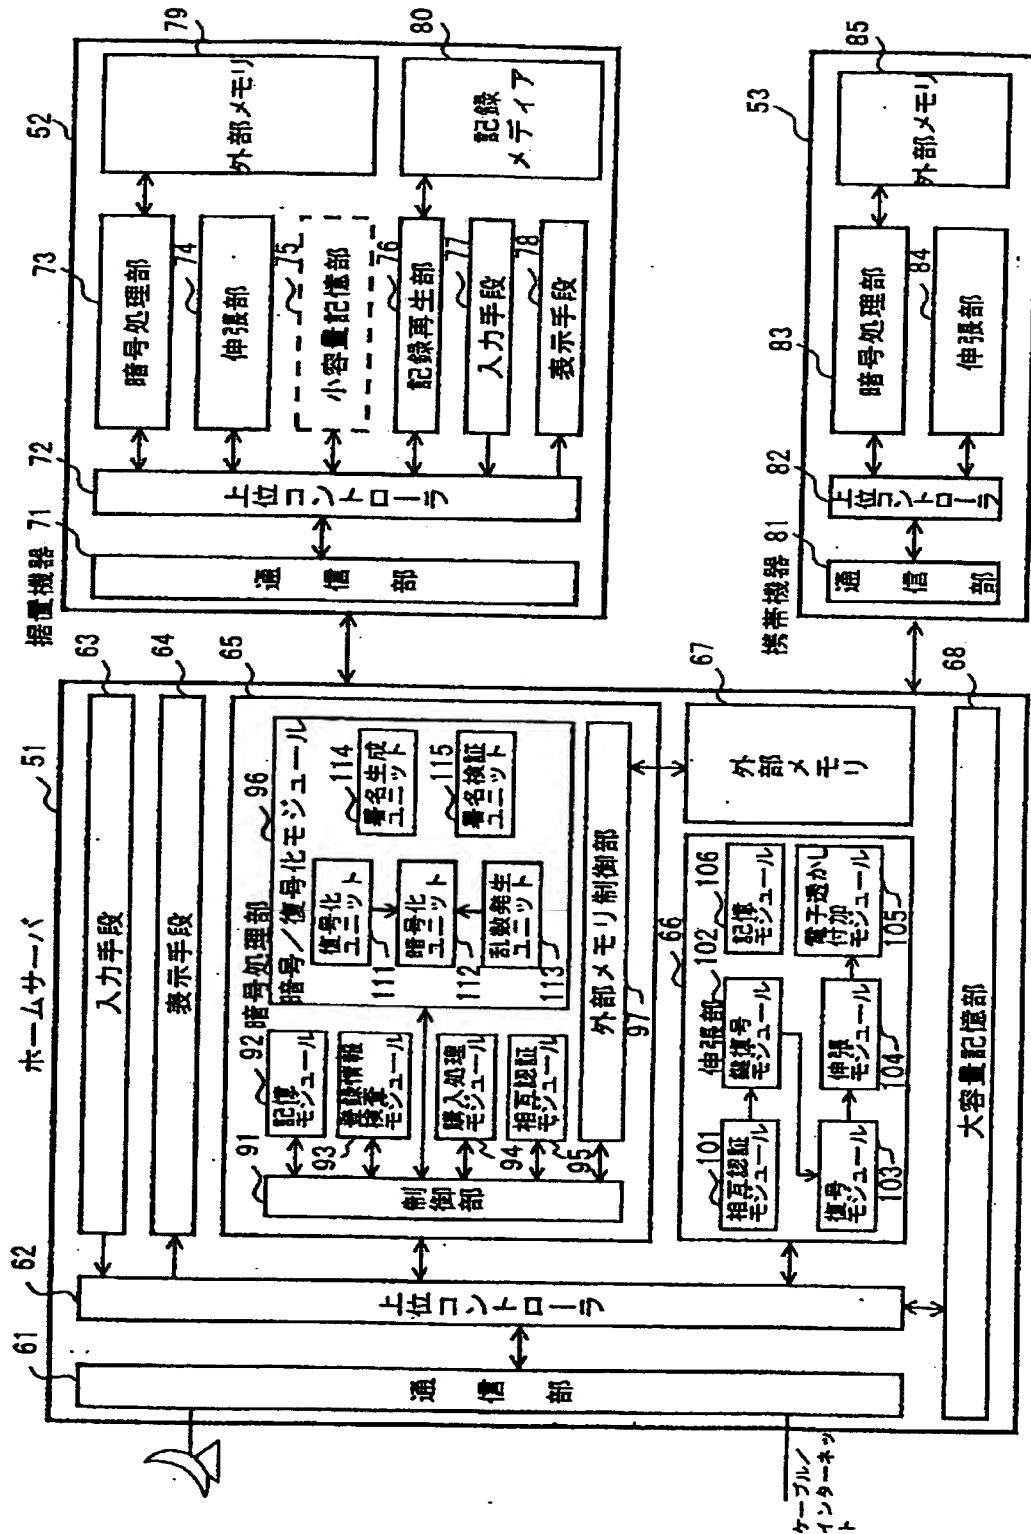 ホームサーバ
51
61
通信部
62
上位コントローラ
63
入力手段
64
表示手段
65
暗号処理部
91
制御部
92
記憶モジュール
93
登録情報検査モジュール
94
購入処理モジュール
95
相互認証モジュール
96
暗号/復号化モジュール
111
復号化ユニット
112
暗号化ユニット
113
乱数発生ユニット
114
署名生成ユニット
115
署名検証ユニット
97
外部メモリ制御部
66
伸張部
101
相互認証モジュール
102
鍵復号モジュール
103
復号モジュール
104
伸張モジュール
105
電子透かし付加モジュール
106
記憶モジュール
67
外部メモリ
68
大容量記憶部
ケーブル/
インターネッ
ト
据置機器
52
71
通信部
72
上位コントローラ
73
暗号処理部
74
伸張部
75
小容量記憶部
76
記録再生部
77
入力手段
78
表示手段
79
外部メモリ
80
記録
メディア
携帯機器
53
81
通信部
82
上位コントローラ
83
暗号処理部
84
伸張部
85
外部メモリ